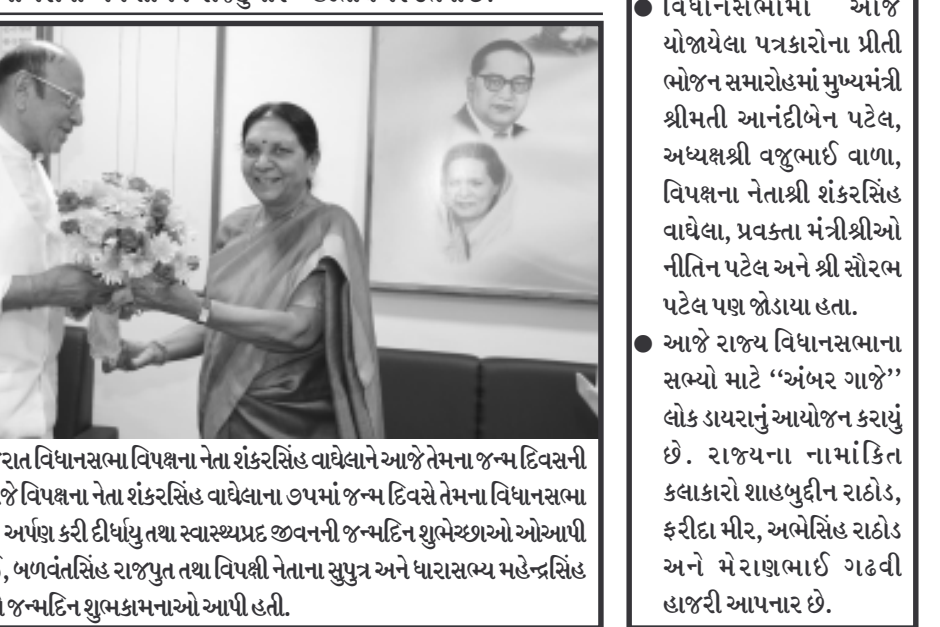 રાત વિધાનસભા વિપક્ષના નેતા શંકરસિંહ વાઘેલાને આજે તેમના જન્મ દિવસની
જે વિપક્ષના નેતા શંકરસિંહ વાઘેલાના ૭૫માં જન્મ દિવસે તેમના વિધાનસભા
અર્પણ કરી દીર્ધાયુ તથા સ્વાસ્થ્યપ્રદ જીવનની જન્મદિન શુભેચ્છાઓ ઓઆપી
, બળવંતસિંહ રાજપુત તથા વિપક્ષી નેતાના સુપુત્ર અને ધારાસભ્ય મહેન્દ્રસિંહ
જન્મદિન શુભકામનાઓ આપી હતી.
● વિધાનસભામાં આજે
યોજાયેલા પત્રકારોના પ્રીતી
ભોજન સમારોહમાં મુખ્યમંત્રી
શ્રીમતી આનંદીબેન પટેલ,
અધ્યક્ષશ્રી વજુભાઈ વાળા,
વિપક્ષના નેતાશ્રી શંકરસિંહ
વાઘેલા, પ્રવક્તા મંત્રીશ્રીઓ
નીતિન પટેલ અને શ્રી સૌરભ
પટેલ પણ જોડાયા હતા.
● આજે રાજ્ય વિધાનસભાના
સભ્યો માટે ‘‘અંબર ગાજે’’
લોક ડાયરાનું આયોજન કરાયું
છે. રાજ્યના નામાંકિત
કલાકારો શાહબુદ્દીન રાઠોડ,
ફરીદા મીર, અભેસિંહ રાઠોડ
અને મેરાણભાઈ ગઢવી
હાજરી આપનાર છે.